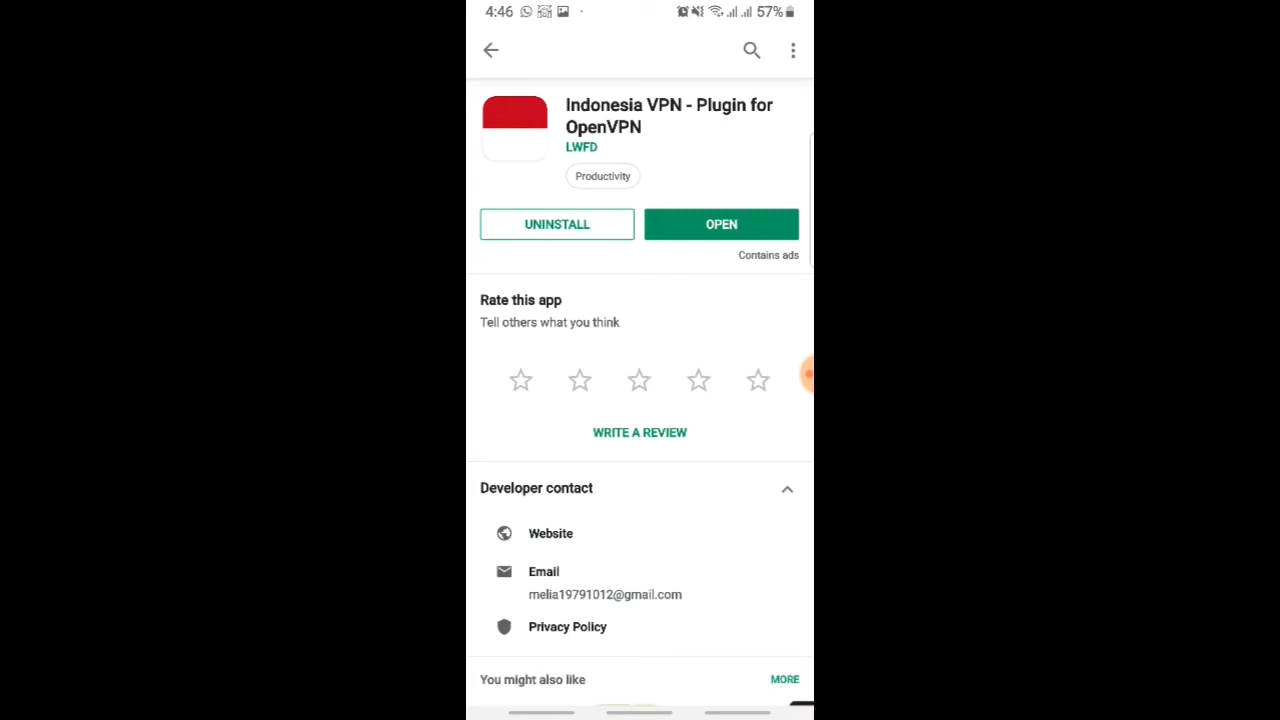 4:46 57%
Indonesia VPN - Plugin for
OpenVPN
LWFD
Productivity
UNINSTALL OPEN
Contains ads
Rate this app
Tell others what you think
WRITE A REVIEW
Developer contact
Website
Email
melia19791012@gmail.com
Privacy Policy
You might also like MORE